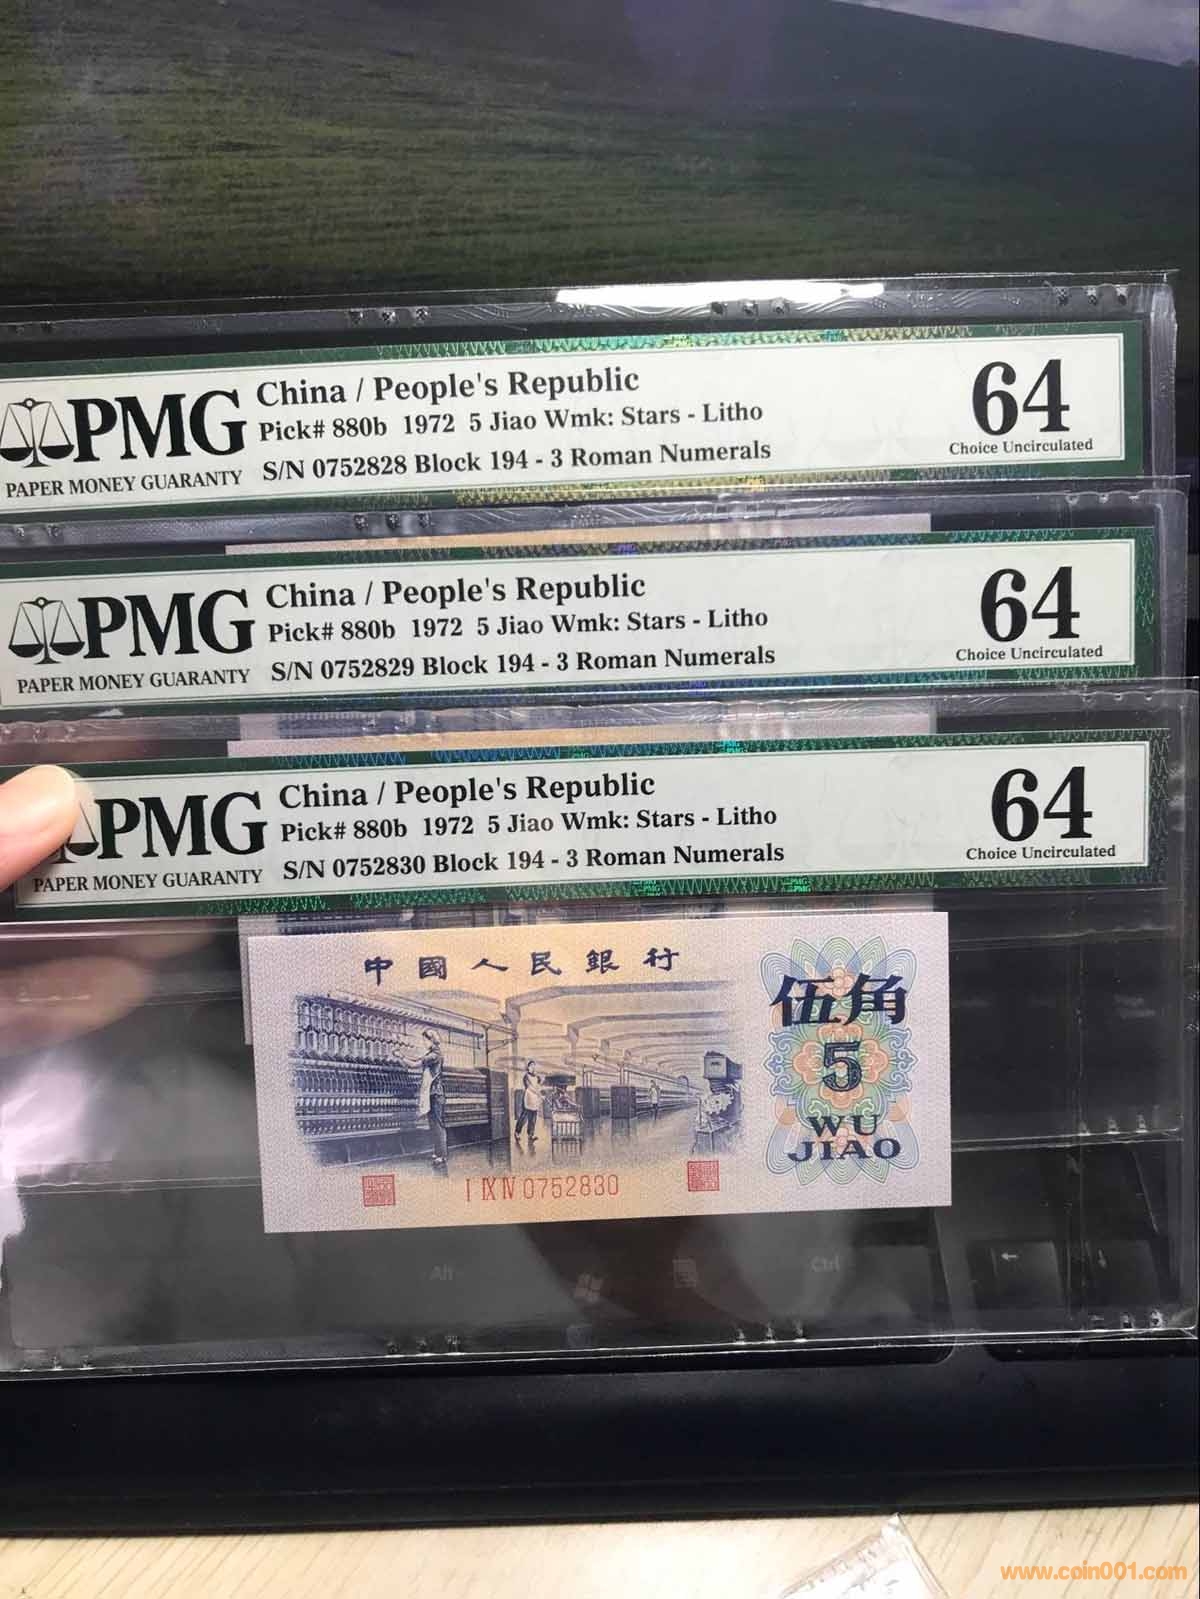 PMG
PAPER MONEY GUARANTY
China / People's Republic
Pick# 880b 1972 5 Jiao Wmk: Stars - Litho
S/N 0752828 Block 194 - 3 Roman Numerals
64
Choice Uncirculated
PMG
PAPER MONEY GUARANTY
China / People's Republic
Pick# 880b 1972 5 Jiao Wmk: Stars - Litho
S/N 0752829 Block 194 - 3 Roman Numerals
64
Choice Uncirculated
PMG
PAPER MONEY GUARANTY
China / People's Republic
Pick# 880b 1972 5 Jiao Wmk: Stars - Litho
S/N 0752830 Block 194 - 3 Roman Numerals
64
Choice Uncirculated
中國人民銀行
伍角
5
WU
JIAO
I IX IV 0752830
Alt
Ctrl
www.coin001.com